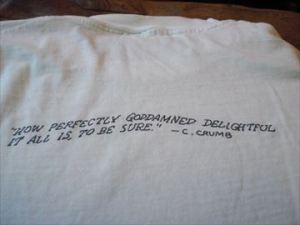 "HOW PERFECTLY GODDAMNED DELIGHTFUL
IT ALL IS, TO BE SURE." –C. CRUMB